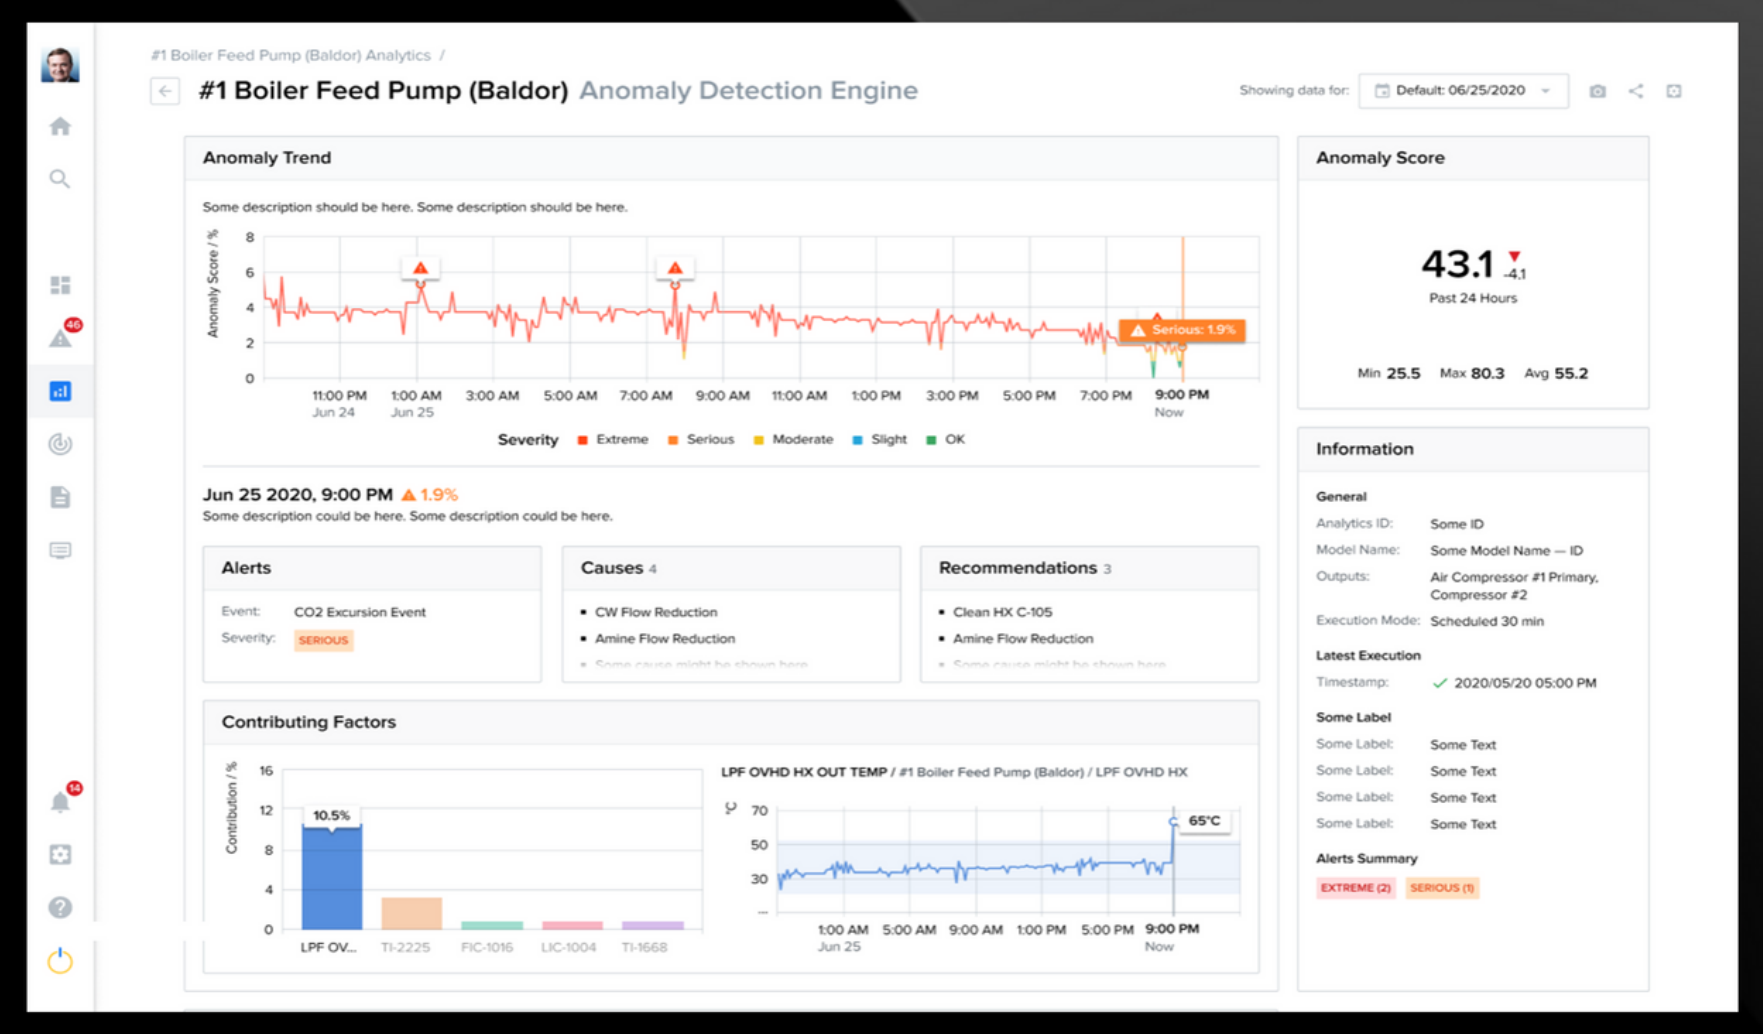 #1 Boiler Feed Pump (Baldor) Analytics /
#1 Boiler Feed Pump (Baldor) Anomaly Detection Engine
Showing data for: Default: 06/25/2020
46
14
Anomaly Trend
Some description should be here. Some description should be here.
Anomaly Score / %
8
6
4
2
0
Serious: 1.9%
11:00 PM 1:00 AM 3:00 AM 5:00 AM 7:00 AM 9:00 AM 11:00 AM 1:00 PM 3:00 PM 5:00 PM 7:00 PM 9:00 PM
Jun 24 Jun 25 Now
Severity Extreme Serious Moderate Slight OK
Jun 25 2020, 9:00 PM 1.9%
Some description could be here. Some description could be here.
Alerts
Event: CO2 Excursion Event
Severity: SERIOUS
Causes 4
▪ CW Flow Reduction
▪ Amine Flow Reduction
▪ Some cause might be shown here
Recommendations 3
▪ Clean HX C-105
▪ Amine Flow Reduction
▪ Some cause might be shown here
Contributing Factors
Contribution / %
16
12
8
4
0
10.5%
LPF OV... TI-2225 FIC-1016 LIC-1004 TI-1668
LPF OVHD HX OUT TEMP / #1 Boiler Feed Pump (Baldor) / LPF OVHD HX
°C
70
50
30
...
65°C
1:00 AM 5:00 AM 9:00 AM 1:00 PM 5:00 PM 9:00 PM
Jun 25 Now
Anomaly Score
43.1 -4.1
Past 24 Hours
Min 25.5 Max 80.3 Avg 55.2
Information
General
Analytics ID: Some ID
Model Name: Some Model Name — ID
Outputs: Air Compressor #1 Primary,
Compressor #2
Execution Mode: Scheduled 30 min
Latest Execution
Timestamp: 2020/05/20 05:00 PM
Some Label
Some Label: Some Text
Some Label: Some Text
Some Label: Some Text
Some Label: Some Text
Alerts Summary
EXTREME (2) SERIOUS (1)